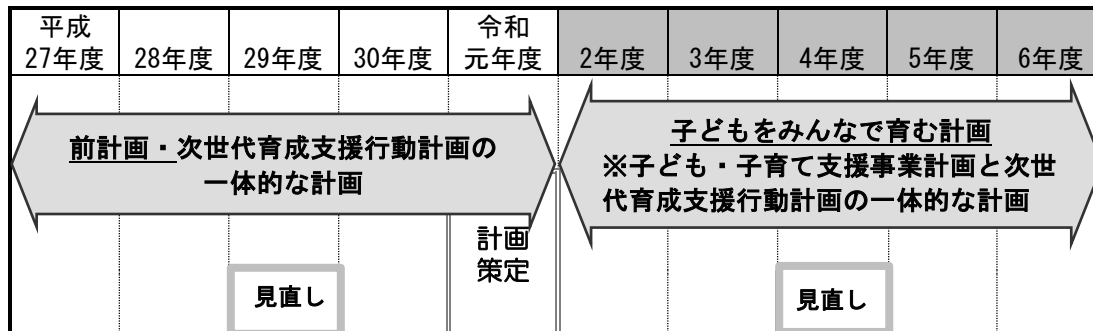 平成
27年度
28年度
29年度
30年度
令和
元年度
2年度
3年度
4年度
5年度
6年度
前計画・次世代育成支援行動計画の
一体的な計画
子どもをみんなで育む計画
※子ども・子育て支援事業計画と次世
代育成支援行動計画の一体的な計画
計画
策定
見直し
見直し